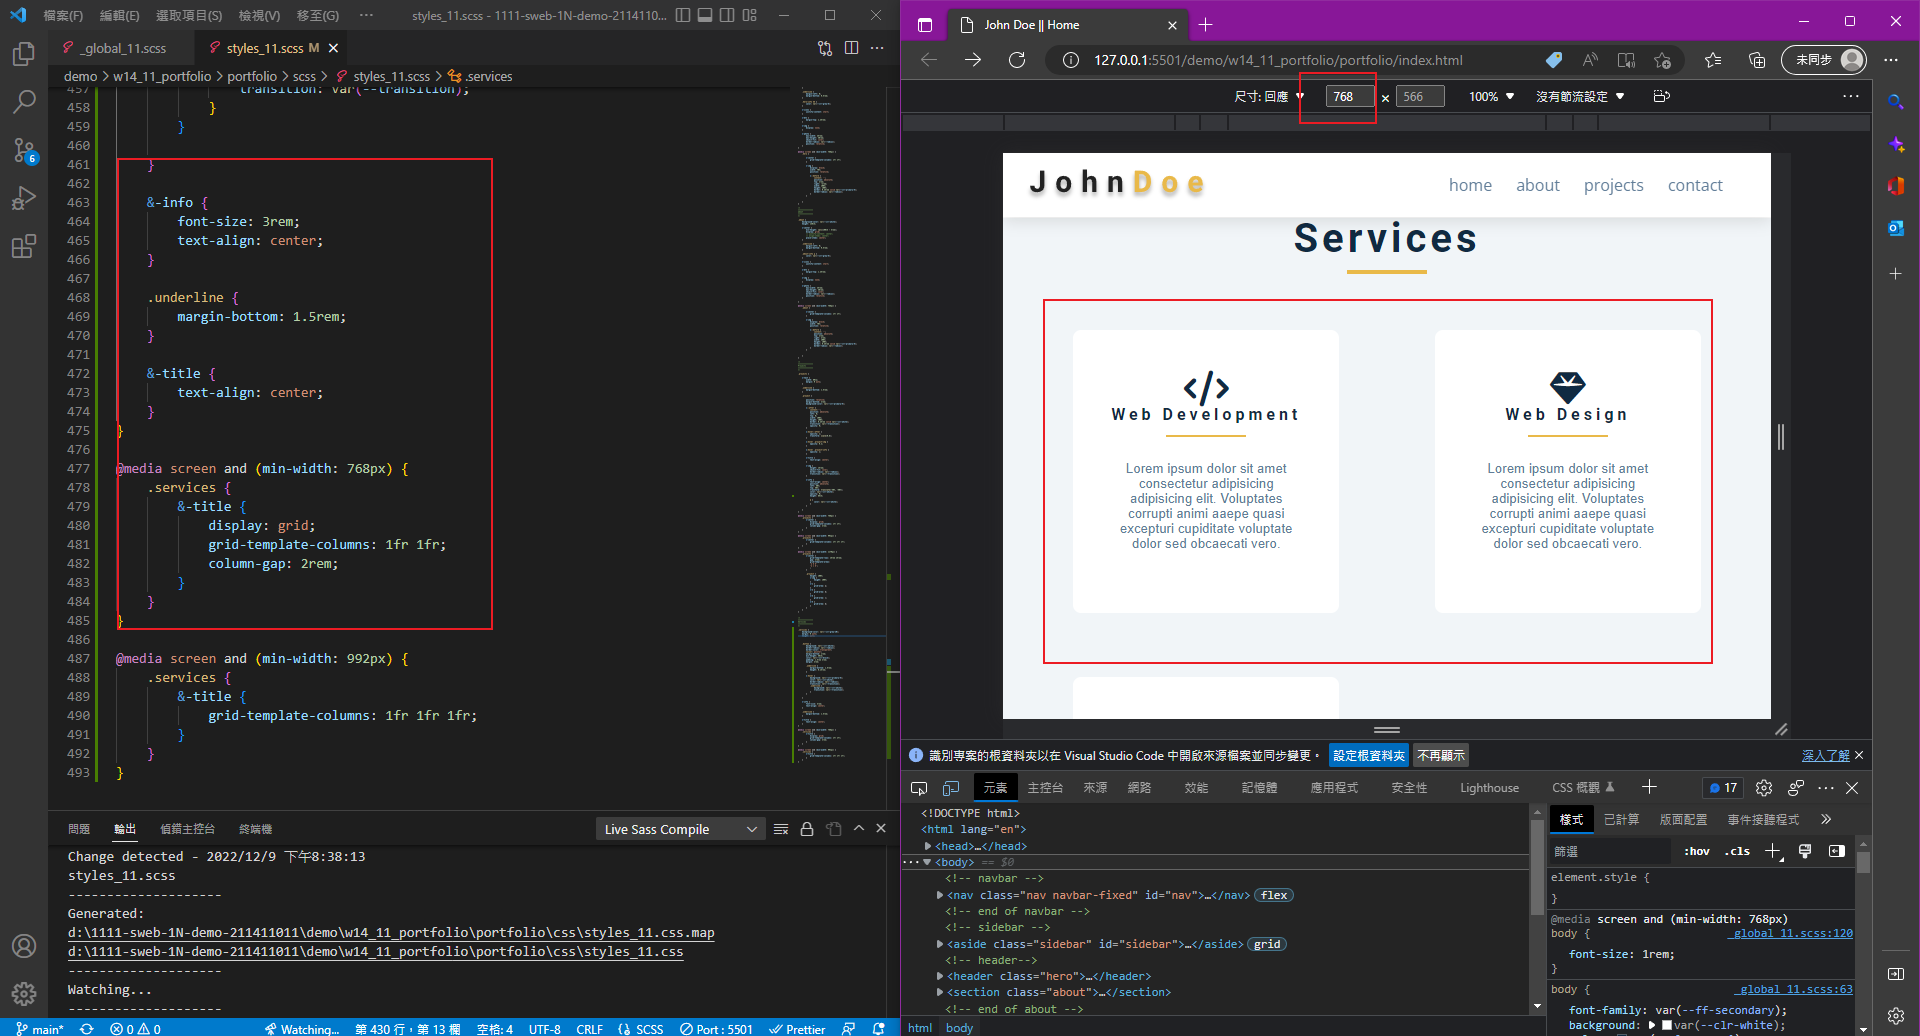 檔案(F) 編輯(E) 選取項目(S) 檢視(V) 移至(G) ··· styles_11.scss - 1111-sweb-1N-demo-2114110...
_global_11.scss
styles_11.scss M
demo > w14_11_portfolio > portfolio > scss > styles_11.scss > .services
457 transition: var(--transition);
458 }
459 }
460
461 }
462
463 &-info {
464 font-size: 3rem;
465 text-align: center;
466 }
467
468 .underline {
469 margin-bottom: 1.5rem;
470 }
471
472 &-title {
473 text-align: center;
474 }
475 }
476
477 @media screen and (min-width: 768px) {
478 .services {
479 &-title {
480 display: grid;
481 grid-template-columns: 1fr 1fr;
482 column-gap: 2rem;
483 }
484 }
485 }
486
487 @media screen and (min-width: 992px) {
488 .services {
489 &-title {
490 grid-template-columns: 1fr 1fr 1fr;
491 }
492 }
493 }
6
問題 輸出 偵錯主控台 終端機
Live Sass Compile
Change detected - 2022/12/9 下午8:38:13
styles_11.scss
--------------------
Generated:
d:\1111-sweb-1N-demo-211411011\demo\w14_11_portfolio\portfolio\css\styles_11.css.map
d:\1111-sweb-1N-demo-211411011\demo\w14_11_portfolio\portfolio\css\styles_11.css
--------------------
Watching...
--------------------
main* 0 0 Watching... 第 430 行，第 13 欄 空格: 4 UTF-8 CRLF SCSS Port : 5501 Prettier
John Doe || Home
127.0.0.1:5501/demo/w14_11_portfolio/portfolio/index.html
未同步
尺寸: 回應 768 × 566 100% 沒有節流設定
JohnDoe
home about projects contact
Services
Web Development
Lorem ipsum dolor sit amet
consectetur adipisicing
adipisicing elit. Voluptates
corrupti animi aaepe quasi
excepturi cupiditate voluptate
dolor sed obcaecati vero.
Web Design
Lorem ipsum dolor sit amet
consectetur adipisicing
adipisicing elit. Voluptates
corrupti animi aaepe quasi
excepturi cupiditate voluptate
dolor sed obcaecati vero.
識別專案的根資料夾以在 Visual Studio Code 中開啟來源檔案並同步變更。 設定根資料夾 不再顯示 深入了解
元素 主控台 來源 網路 效能 記憶體 應用程式 安全性 Lighthouse CSS 概觀 17
<!DOCTYPE html>
<html lang="en">
<head>…</head>
··· <body> == $0
<!-- navbar -->
<nav class="nav navbar-fixed" id="nav">…</nav> flex
<!-- end of navbar -->
<!-- sidebar -->
<aside class="sidebar" id="sidebar">…</aside> grid
<!-- header-->
<header class="hero">…</header>
<section class="about">…</section>
<!-- end of about -->
html body
樣式 已計算 版面配置 事件接聽程式
篩選 :hov .cls
element.style {
}
@media screen and (min-width: 768px)
body { _global_11.scss:120
font-size: 1rem;
}
body { _global_11.scss:63
font-family: var(--ff-secondary);
background: var(--clr-white);